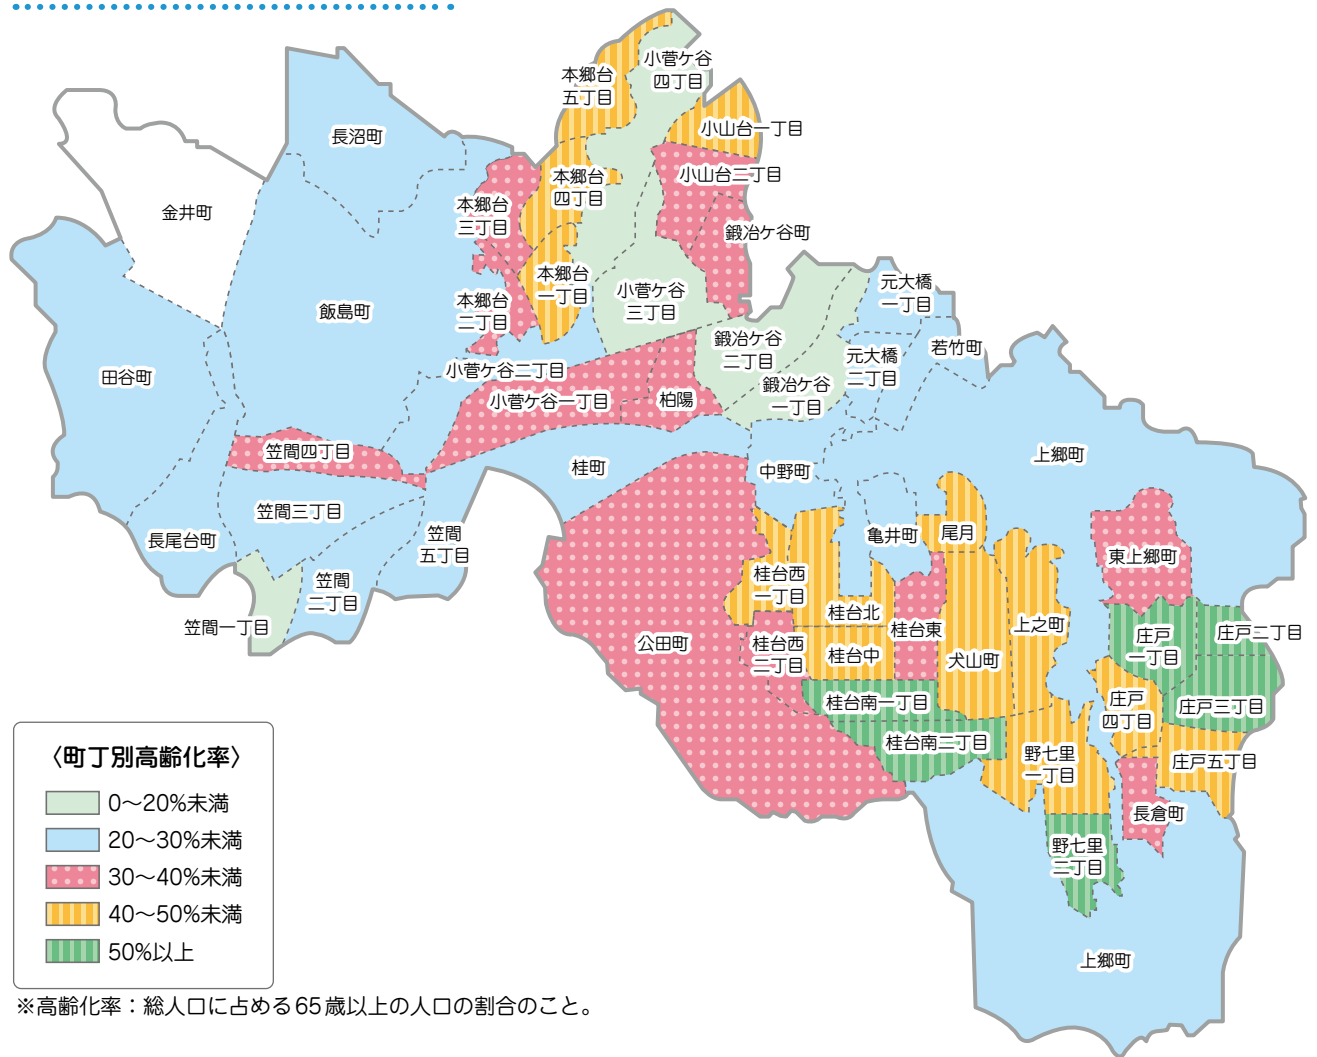 小菅ケ谷
四丁目
本郷台
五丁目
小山台一丁目
長沼町
小山台二丁目
本郷台
四丁目
金井町
本郷台
三丁目
鍛冶ケ谷町
本郷台
一丁目
元大橋
一丁目
小菅ケ谷
三丁目
飯島町
本郷台
二丁目
鍛冶ケ谷
二丁目
若竹町
元大橋
二丁目
小菅ケ谷二丁目
田谷町
鍛冶ケ谷
一丁目
小菅ケ谷一丁目
柏陽
笠間四丁目
上郷町
桂町
中野町
笠間三丁目
長尾台町
笠間
五丁目
亀井町
尾月
東上郷町
桂台西
一丁目
笠間
二丁目
桂台北
笠間一丁目
桂台東
上之町
庄戸
一丁目
庄戸二丁目
公田町
桂台西
二丁目
桂台中
犬山町
桂台南一丁目
庄戸
四丁目
庄戸三丁目
桂台南二丁目
野七里
一丁目
庄戸五丁目
長倉町
野七里
二丁目
上郷町
〈町丁別高齢化率〉
0〜20%未満
20〜30%未満
30〜40%未満
40〜50%未満
50%以上
※高齢化率：総人口に占める65歳以上の人口の割合のこと。